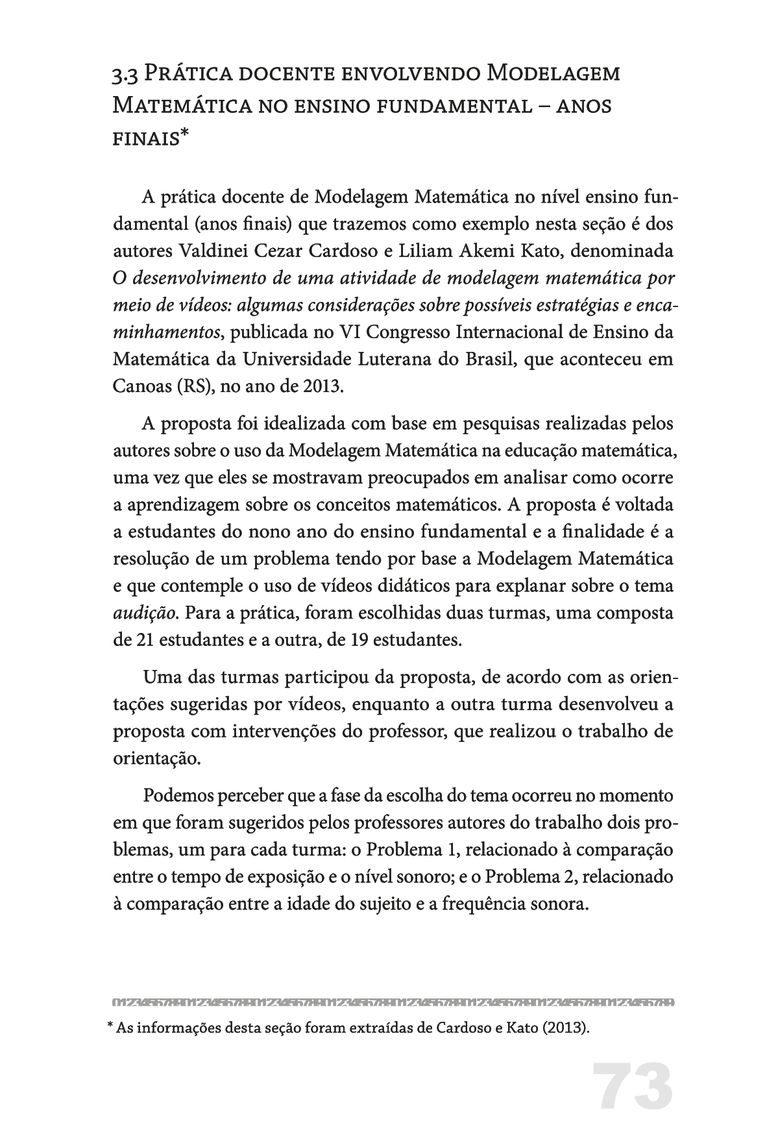 3.3 Prática docente envolvendo Modelagem
Matemática no ensino fundamental – anos
finais*
A prática docente de Modelagem Matemática no nível ensino fun-
damental (anos finais) que trazemos como exemplo nesta seção é dos
autores Valdinei Cezar Cardoso e Liliam Akemi Kato, denominada
O desenvolvimento de uma atividade de modelagem matemática por
meio de vídeos: algumas considerações sobre possíveis estratégias e enca-
minhamentos, publicada no VI Congresso Internacional de Ensino da
Matemática da Universidade Luterana do Brasil, que aconteceu em
Canoas (RS), no ano de 2013.
A proposta foi idealizada com base em pesquisas realizadas pelos
autores sobre o uso da Modelagem Matemática na educação matemática,
uma vez que eles se mostravam preocupados em analisar como ocorre
a aprendizagem sobre os conceitos matemáticos. A proposta é voltada
a estudantes do nono ano do ensino fundamental e a finalidade é a
resolução de um problema tendo por base a Modelagem Matemática
e que contemple o uso de vídeos didáticos para explanar sobre o tema
audição. Para a prática, foram escolhidas duas turmas, uma composta
de 21 estudantes e a outra, de 19 estudantes.
Uma das turmas participou da proposta, de acordo com as orien-
tações sugeridas por vídeos, enquanto a outra turma desenvolveu a
proposta com intervenções do professor, que realizou o trabalho de
orientação.
Podemos perceber que a fase da escolha do tema ocorreu no momento
em que foram sugeridos pelos professores autores do trabalho dois pro-
blemas, um para cada turma: o Problema 1, relacionado à comparação
entre o tempo de exposição e o nível sonoro; e o Problema 2, relacionado
à comparação entre a idade do sujeito e a frequência sonora.
* As informações desta seção foram extraídas de Cardoso e Kato (2013).
73